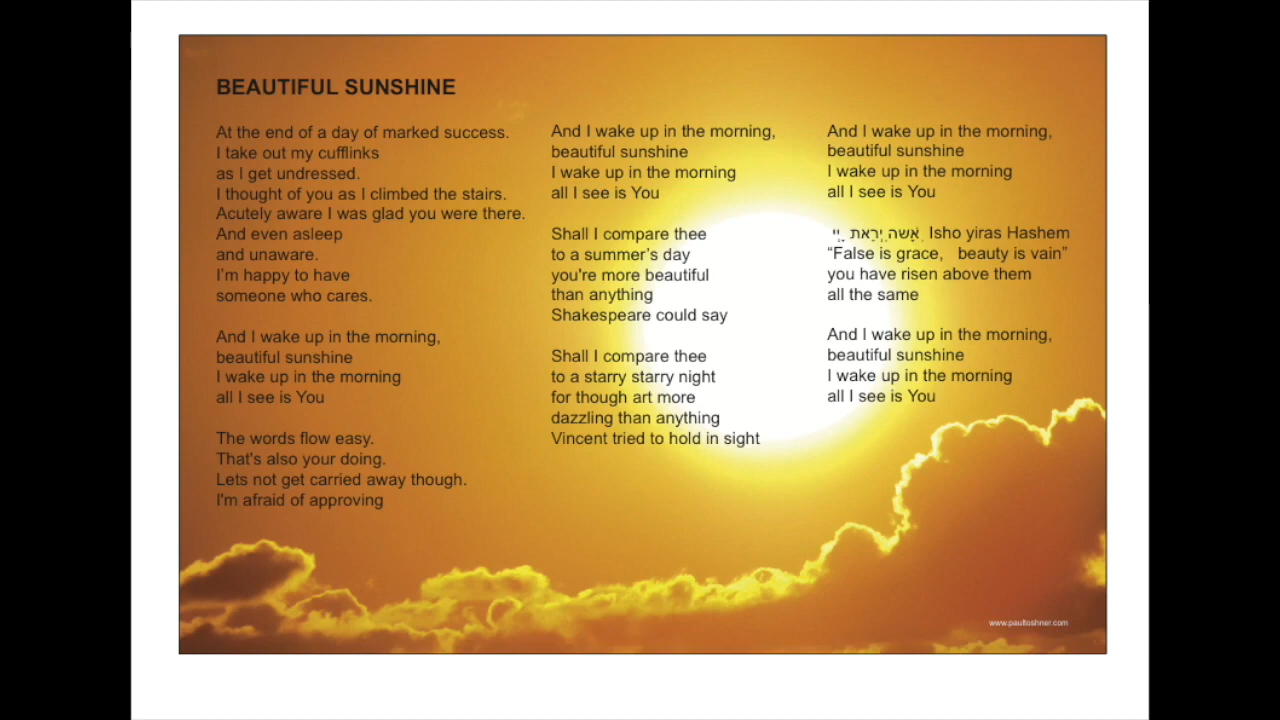 BEAUTIFUL SUNSHINE
At the end of a day of marked success.
I take out my cufflinks
as I get undressed.
I thought of you as I climbed the stairs.
Acutely aware I was glad you were there.
And even asleep
and unaware.
I'm happy to have
someone who cares.
And I wake up in the morning,
beautiful sunshine
I wake up in the morning
all I see is You
The words flow easy.
That's also your doing.
Lets not get carried away though.
I'm afraid of approving
And I wake up in the morning,
beautiful sunshine
I wake up in the morning
all I see is You
Shall I compare thee
to a summer's day
you're more beautiful
than anything
Shakespeare could say
Shall I compare thee
to a starry starry night
for though art more
dazzling than anything
Vincent tried to hold in sight
And I wake up in the morning,
beautiful sunshine
I wake up in the morning
all I see is You
Isho yiras Hashem
“False is grace, beauty is vain”
you have risen above them
all the same
And I wake up in the morning,
beautiful sunshine
I wake up in the morning
all I see is You
www.paultoshner.com